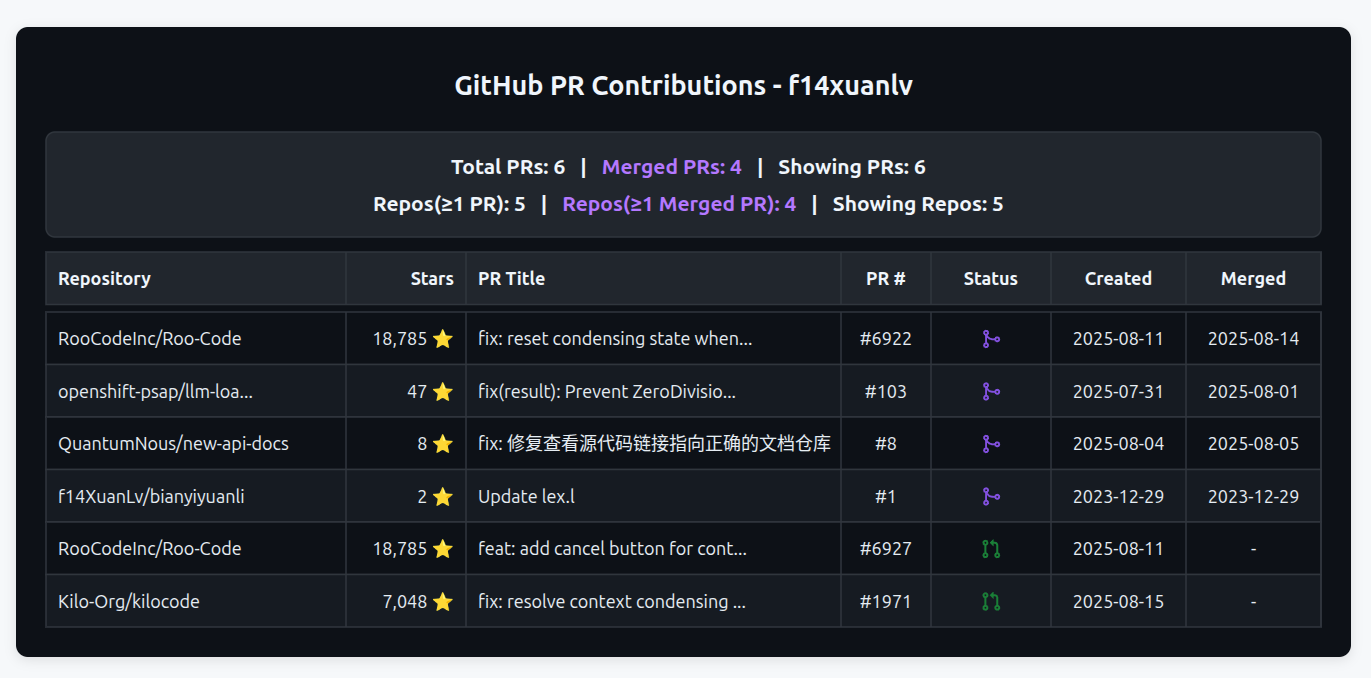 GitHub PR Contributions - f14xuanlv
Total PRs: 6 | Merged PRs: 4 | Showing PRs: 6
Repos(≥1 PR): 5 | Repos(≥1 Merged PR): 4 | Showing Repos: 5
Repository Stars PR Title PR # Status Created Merged
RooCodeInc/Roo-Code 18,785 ⭐ fix: reset condensing state when... #6922 2025-08-11 2025-08-14
openshift-psap/llm-loa... 47 ⭐ fix(result): Prevent ZeroDivisio... #103 2025-07-31 2025-08-01
QuantumNous/new-api-docs 8 ⭐ fix: 修复查看源代码链接指向正确的文档仓库 #8 2025-08-04 2025-08-05
f14XuanLv/bianyiyuanli 2 ⭐ Update lex.l #1 2023-12-29 2023-12-29
RooCodeInc/Roo-Code 18,785 ⭐ feat: add cancel button for cont... #6927 2025-08-11 -
Kilo-Org/kilocode 7,048 ⭐ fix: resolve context condensing ... #1971 2025-08-15 -